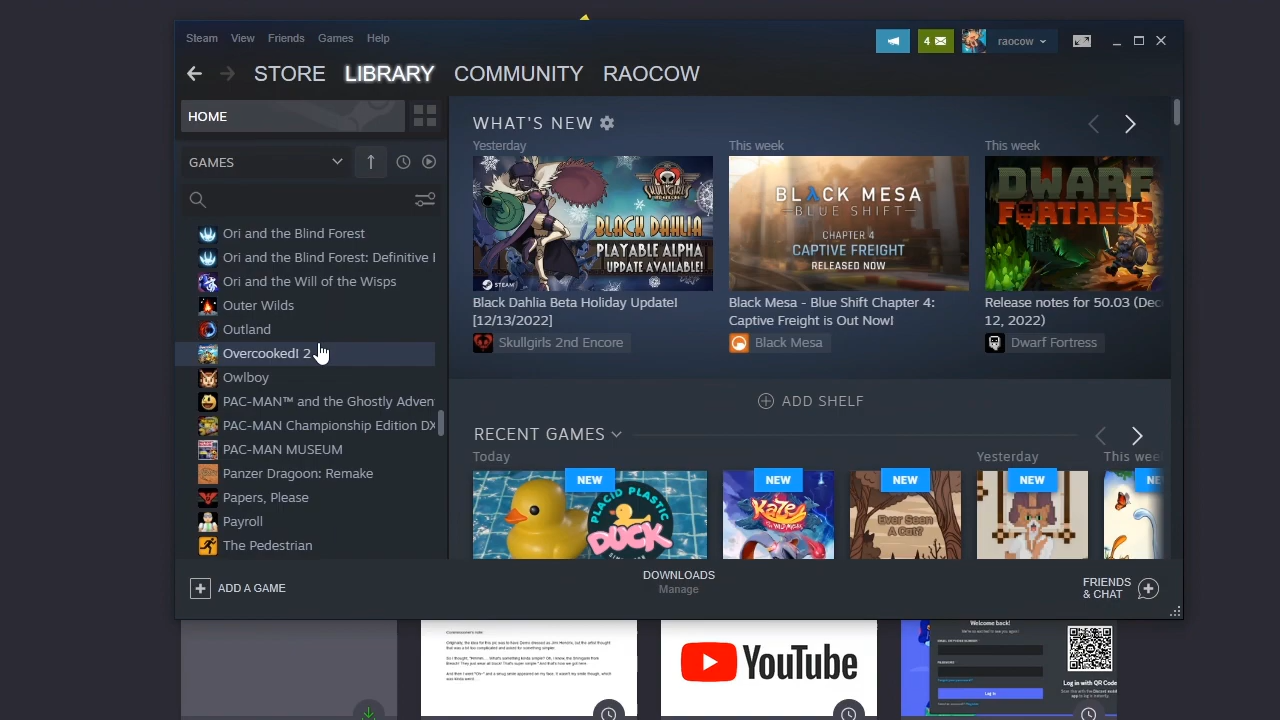 Steam View Friends Games Help
4
raocow
STORE LIBRARY COMMUNITY RAOCOW
HOME
GAMES
Ori and the Blind Forest
Ori and the Blind Forest: Definitive
Ori and the Will of the Wisps
Outer Wilds
Outland
Overcooked! 2
Owlboy
PAC-MAN™ and the Ghostly Adven
PAC-MAN Championship Edition DX
PAC-MAN MUSEUM
Panzer Dragoon: Remake
Papers, Please
Payroll
The Pedestrian
WHAT'S NEW
Yesterday
This week
This week
SKULLGIRLS
BLACK DAHLIA
PLAYABLE ALPHA
UPDATE AVAILABLE!
STEAM
BLACK MESA
BLUE SHIFT
CHAPTER 4
CAPTIVE FREIGHT
RELEASED NOW
DWARF
FORTRESS
Black Dahlia Beta Holiday Update!
[12/13/2022]
Black Mesa - Blue Shift Chapter 4:
Captive Freight is Out Now!
Release notes for 50.03 (Dec
12, 2022)
Skullgirls 2nd Encore
Black Mesa
Dwarf Fortress
ADD SHELF
RECENT GAMES
Today
Yesterday
This wee
NEW
NEW
NEW
NEW
NE
PLACID PLASTIC
DUCK
Kaze
Ever Seen
A Cat?
ADD A GAME
DOWNLOADS
Manage
FRIENDS
& CHAT
YouTube
Welcome back!
Log in
Log in with QR Code